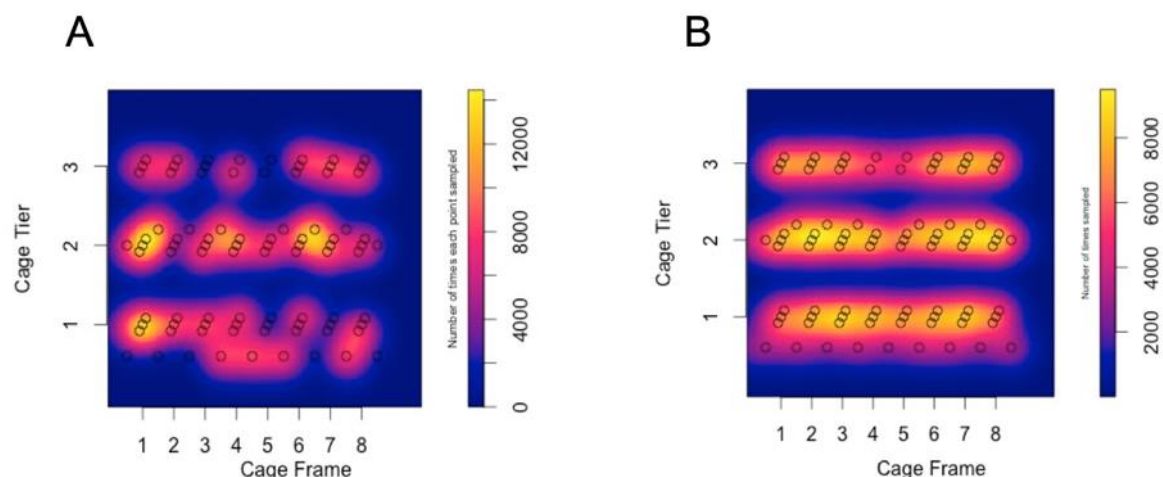 A
Cage Tier
3
2
1
1 2 3 4 5 6 7 8
Cage Frame
Number of times each point sampled
12000
8000
4000
0
B
Cage Tier
3
2
1
1 2 3 4 5 6 7 8
Cage Frame
Number of times sampled
8000
6000
4000
2000